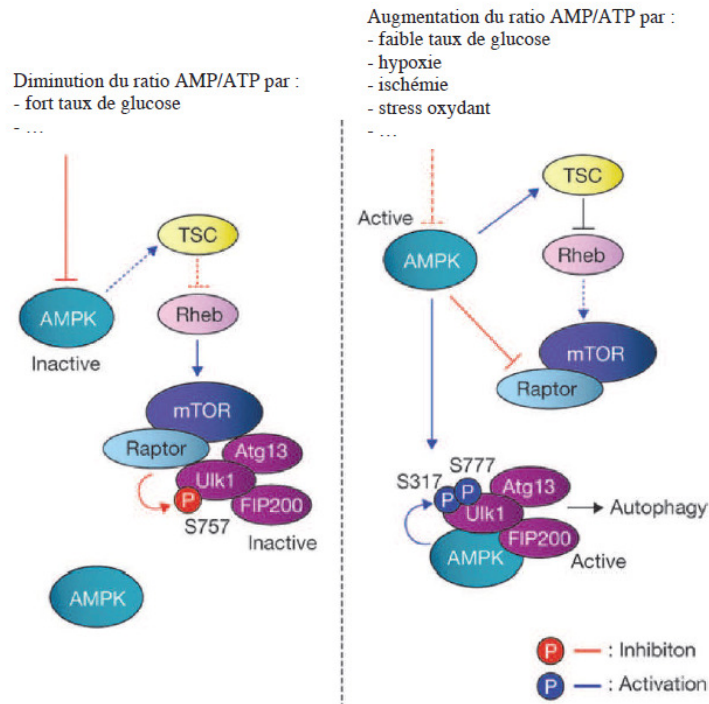 Diminution du ratio AMP/ATP par :
- fort taux de glucose
- ...
AMPK
Inactive
TSC
Rheb
mTOR
Raptor
Atg13
Ulk1
P
FIP200
S757
Inactive
AMPK
Augmentation du ratio AMP/ATP par :
- faible taux de glucose
- hypoxie
- ischémie
- stress oxydant
- ...
Active
AMPK
TSC
Rheb
mTOR
Raptor
S777
S317
P P
Atg13
Ulk1
FIP200
AMPK
Active
Autophagy
P : Inhibiton
P : Activation